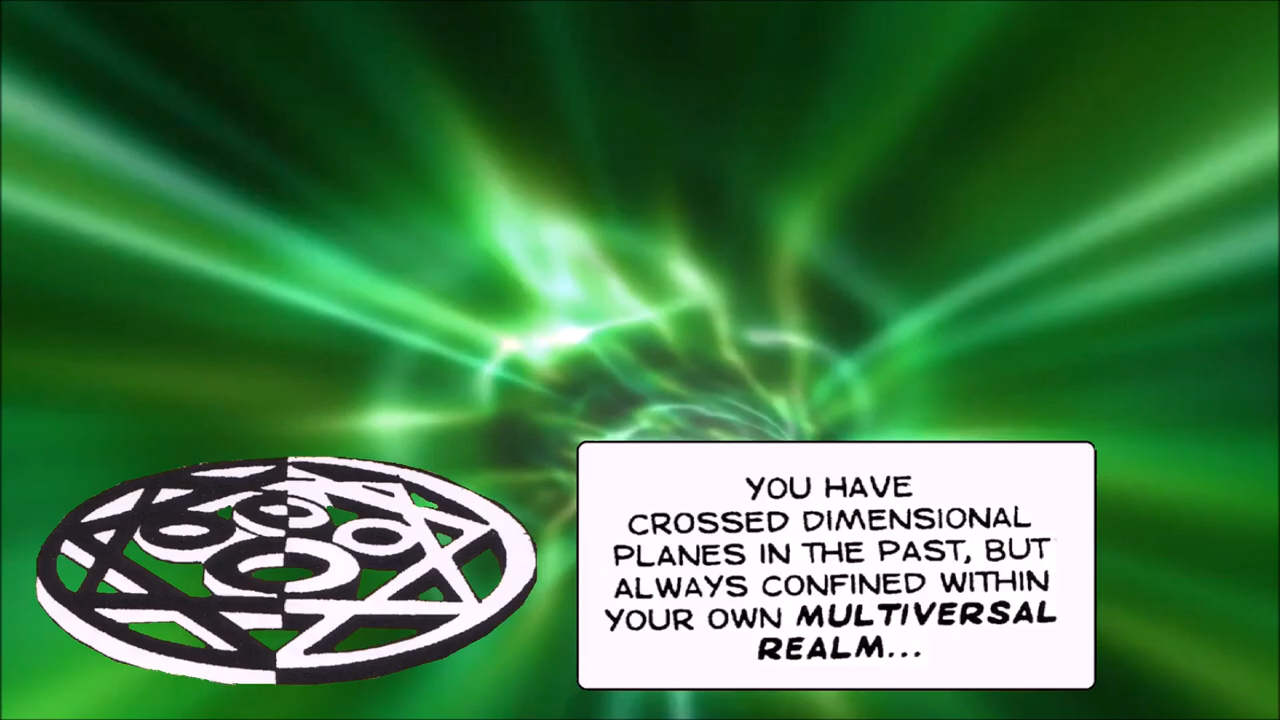 YOU HAVE
CROSSED DIMENSIONAL
PLANES IN THE PAST, BUT
ALWAYS CONFINED WITHIN
YOUR OWN MULTIVERSAL
REALM...